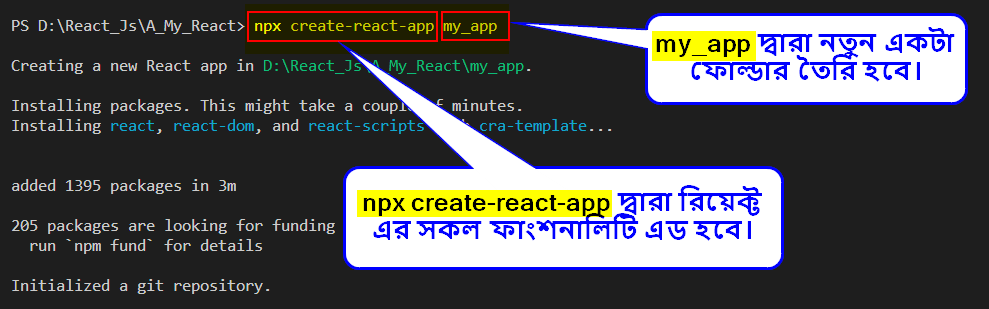 PS D:\React_Js\A_My_React> npx create-react-app my_app
my_app দ্বারা নতুন একটা
ফোল্ডার তৈরি হবে।
Creating a new React app in D:\React_Js\A_My_React\my_app.
Installing packages. This might take a couple of minutes.
Installing react, react-dom, and react-scripts cra-template...
added 1395 packages in 3m
npx create-react-app দ্বারা রিয়েক্ট
এর সকল ফাংশনালিটি এড হবে।
205 packages are looking for funding
run `npm fund` for details
Initialized a git repository.